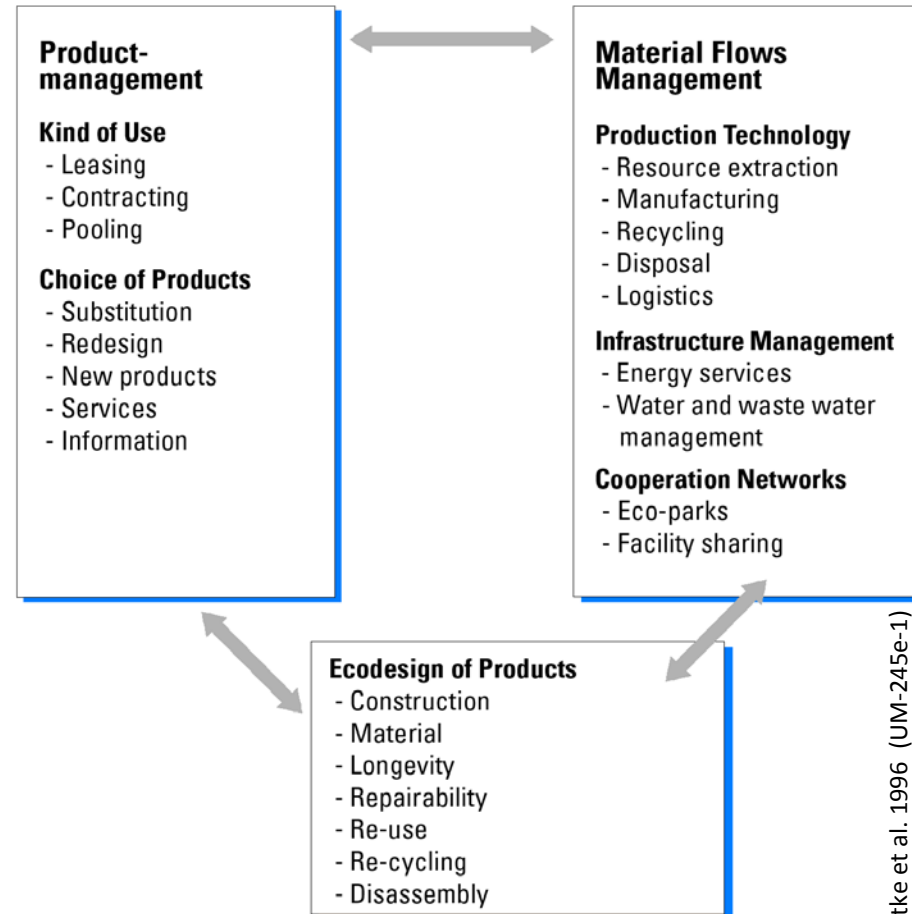 Product-
management
Kind of Use
- Leasing
- Contracting
- Pooling
Choice of Products
- Substitution
- Redesign
- New products
- Services
- Information
Material Flows
Management
Production Technology
- Resource extraction
- Manufacturing
- Recycling
- Disposal
- Logistics
Infrastructure Management
- Energy services
- Water and waste water
management
Cooperation Networks
- Eco-parks
- Facility sharing
Ecodesign of Products
- Construction
- Material
- Longevity
- Repairability
- Re-use
- Re-cycling
- Disassembly
et al. 1996 (UM-245e-1)